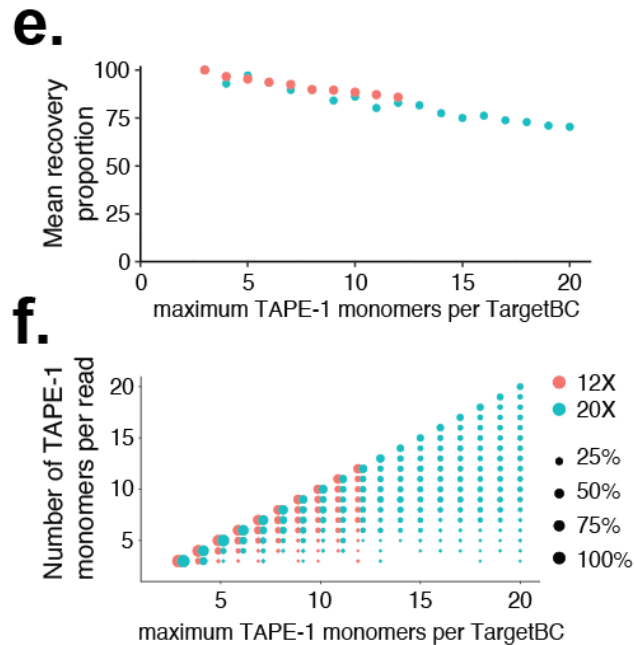 e.
Mean recovery
proportion
100
75
50
25
0
0 5 10 15 20
maximum TAPE-1 monomers per TargetBC
f.
Number of TAPE-1
monomers per read
20
15
10
5
5 10 15 20
maximum TAPE-1 monomers per TargetBC
12X
20X
25%
50%
75%
100%